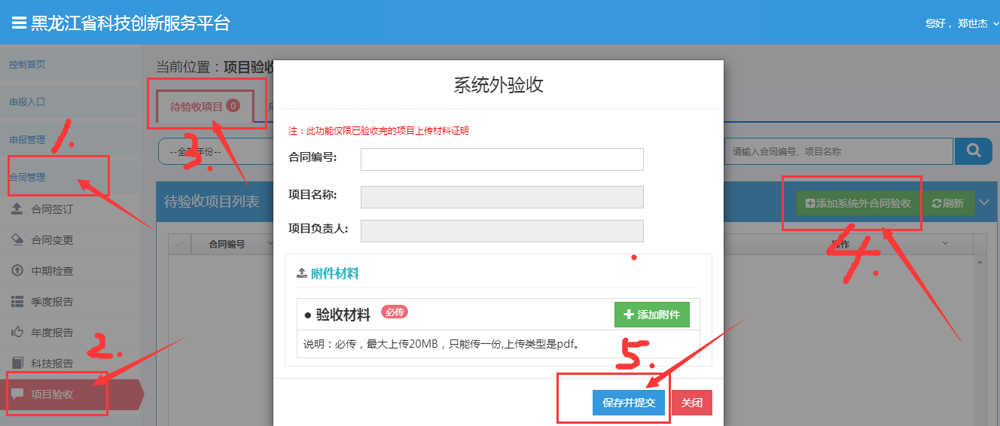 黑龙江省科技创新服务平台
您好， 郑世杰
控制首页
申报入口
申报管理
1.
合同管理
合同签订
合同变更
中期检查
季度报告
年度报告
2.
科技报告
项目验收
当前位置：项目验收
待验收项目 0
3.
--全部年份--
请输入合同编号、项目名称
待验收项目列表
添加系统外合同验收
刷新
合同编号
操作
4.
系统外验收
注：此功能仅限已验收完的项目上传材料证明
合同编号:
项目名称:
项目负责人:
附件材料
● 验收材料 必传
添加附件
说明：必传，最大上传20MB，只能传一份,上传类型是pdf。
5.
保存并提交
关闭